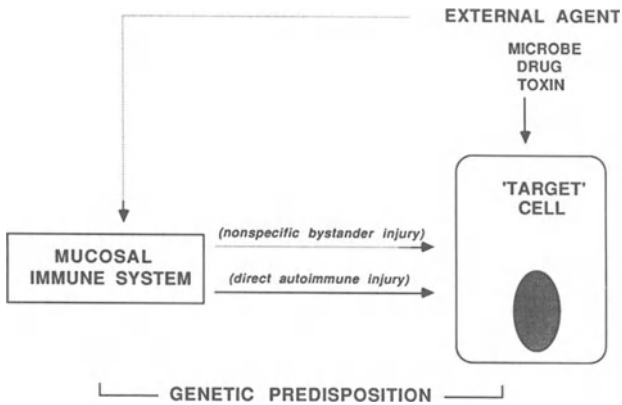 EXTERNAL AGENT
MICROBE
DRUG
TOXIN
'TARGET'
CELL
MUCOSAL
IMMUNE SYSTEM
(nonspecific bystander injury)
(direct autoimmune injury)
GENETIC PREDISPOSITION